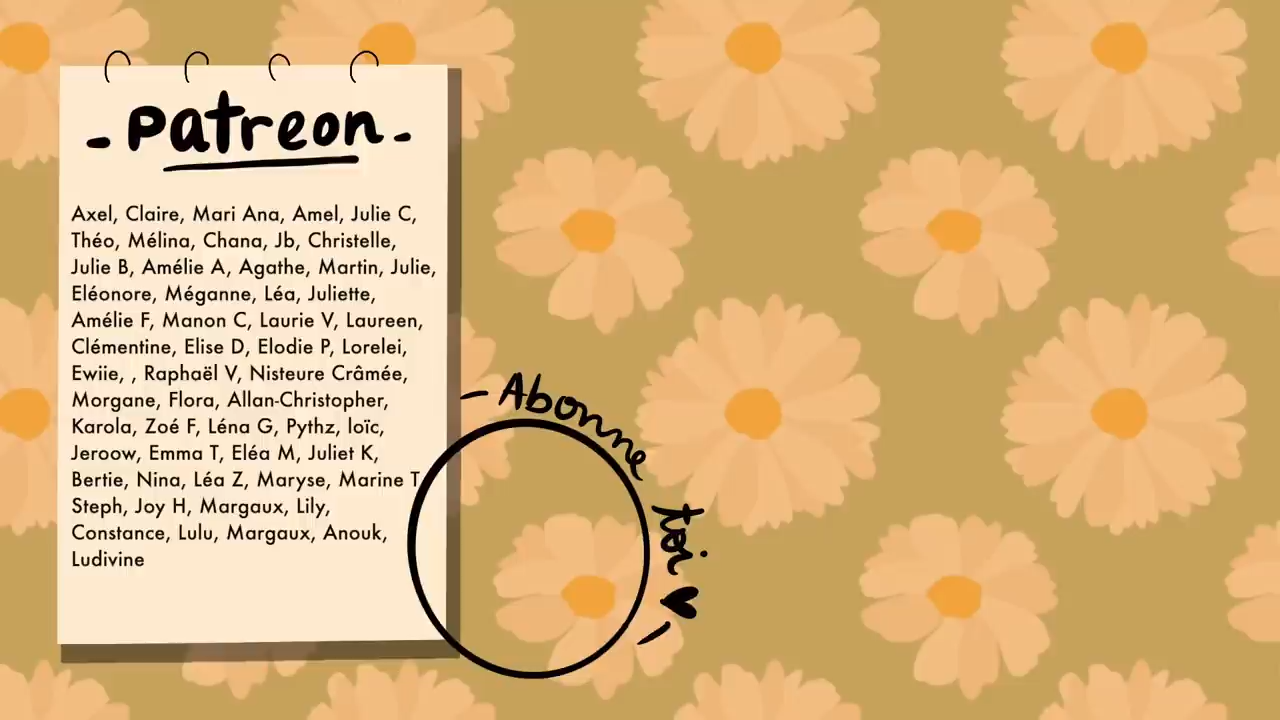 - Patreon -
Axel, Claire, Mari Ana, Amel, Julie C,
Théo, Mélina, Chana, Jb, Christelle,
Julie B, Amélie A, Agathe, Martin, Julie,
Eléonore, Méganne, Léa, Juliette,
Amélie F, Manon C, Laurie V, Laureen,
Clémentine, Elise D, Elodie P, Lorelei,
Ewiie, , Raphaël V, Nisteure Crâmée,
Morgane, Flora, Allan-Christopher,
Karola, Zoé F, Léna G, Pythz, loïc,
Jeroow, Emma T, Eléa M, Juliet K,
Bertie, Nina, Léa Z, Maryse, Marine T
Steph, Joy H, Margaux, Lily,
Constance, Lulu, Margaux, Anouk,
Ludivine
- Abonne toi ♥ -